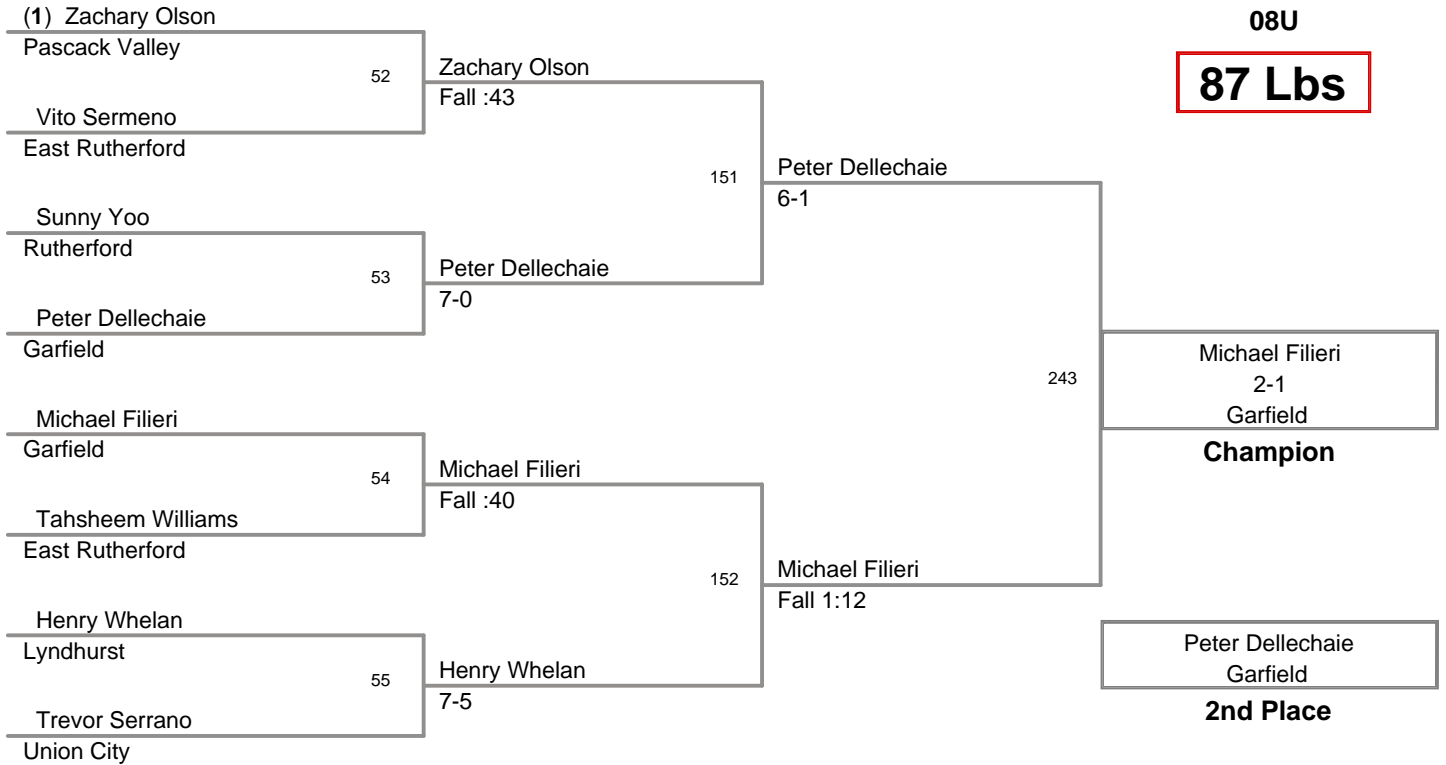 (1) Zachary Olson
Pascack Valley
52
Vito Sermeno
East Rutherford
Sunny Yoo
Rutherford
53
Peter Dellechaie
Garfield
Michael Filieri
Garfield
54
Tahsheem Williams
East Rutherford
Henry Whelan
Lyndhurst
55
Trevor Serrano
Union City
Zachary Olson
Fall :43
151
Peter Dellechaie
7-0
Michael Filieri
Fall :40
152
Henry Whelan
7-5
Peter Dellechaie
6-1
243
Michael Filieri
Fall 1:12
08U
87 Lbs
Michael Filieri
2-1
Garfield
Champion
Peter Dellechaie
Garfield
2nd Place